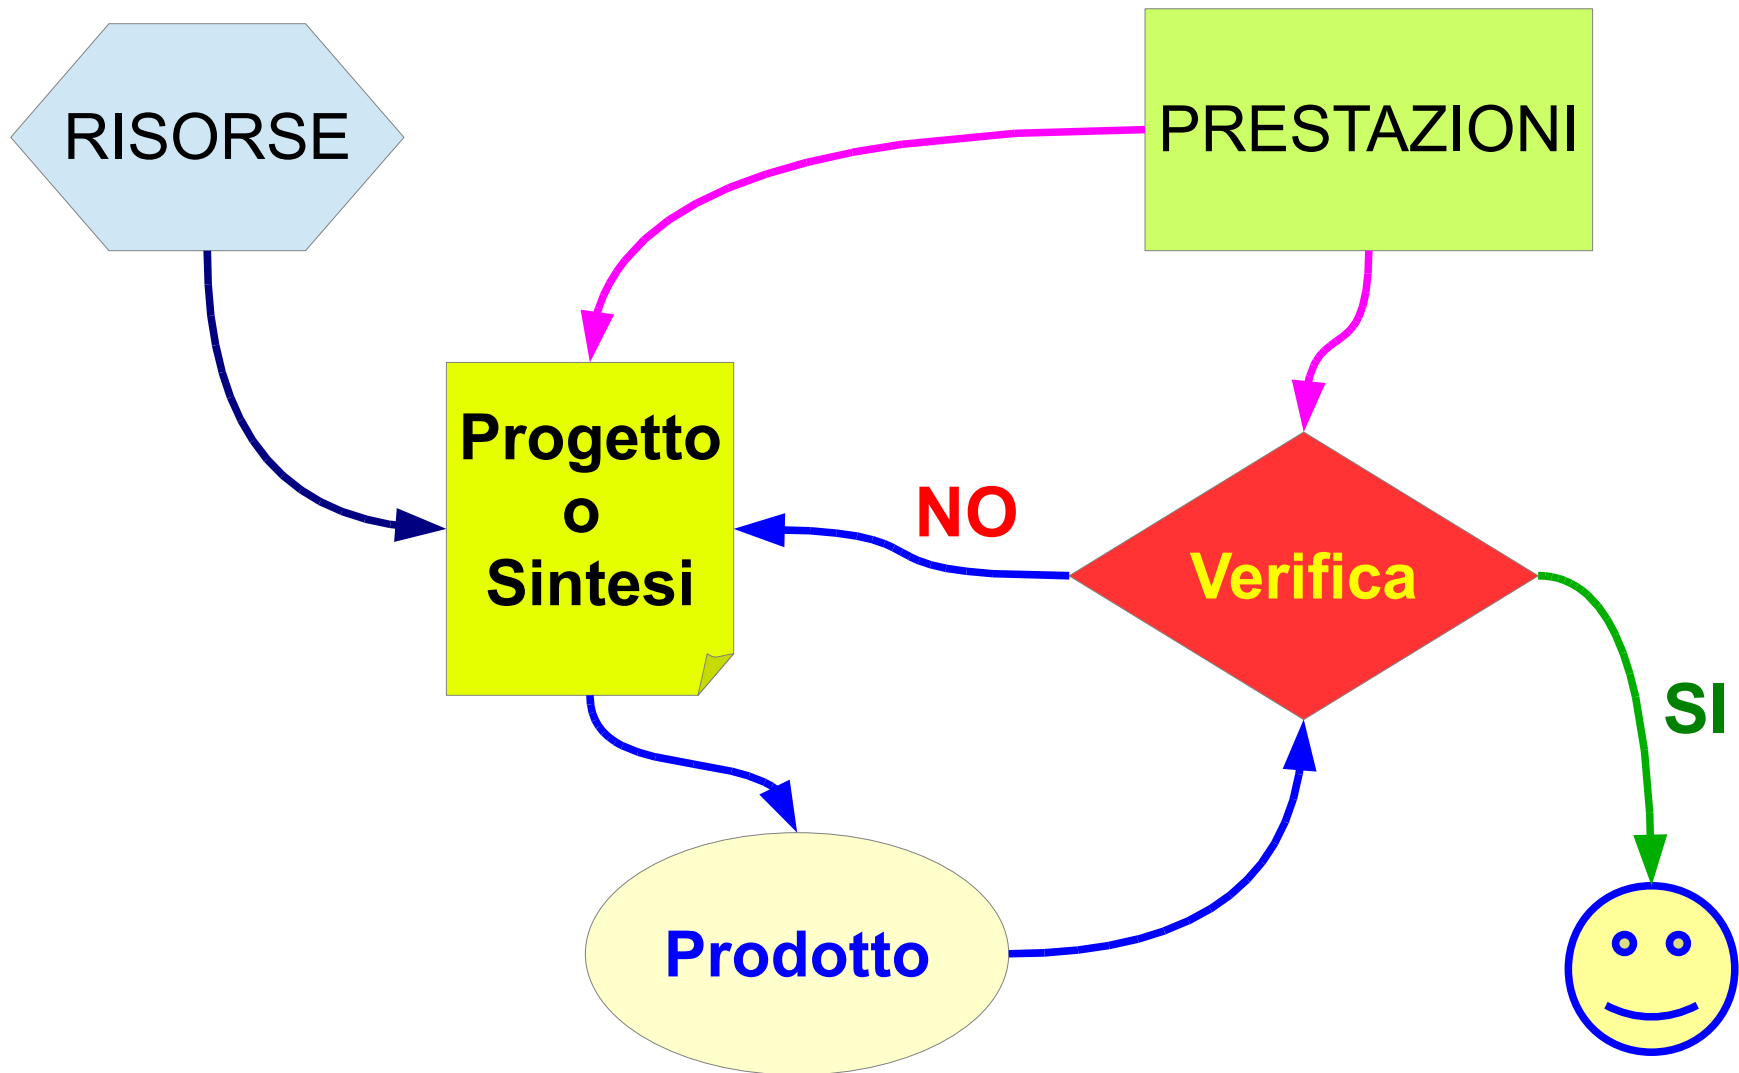 RISORSE
PRESTAZIONI
Progetto
o
Sintesi
NO
Verifica
SI
Prodotto